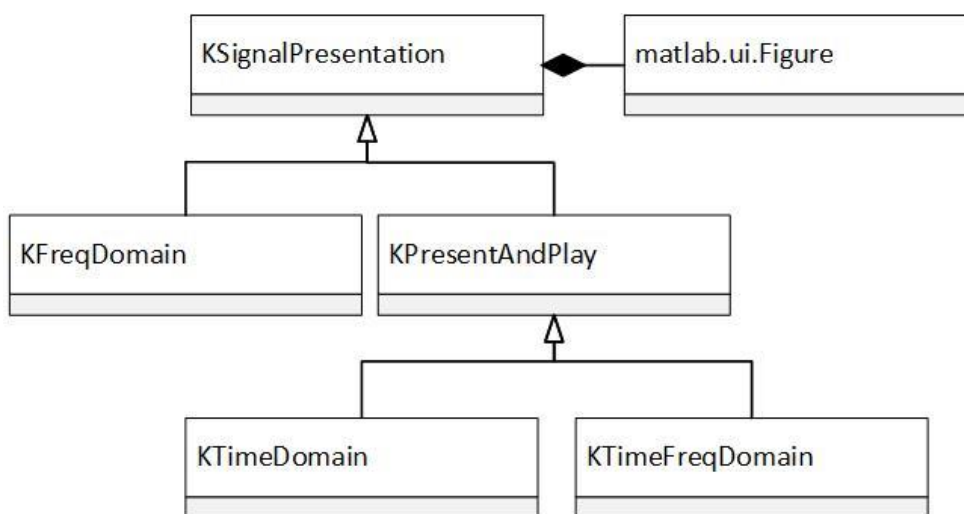 KSignalPresentation
matlab.ui.Figure
KFreqDomain
KPresentAndPlay
KTimeDomain
KTimeFreqDomain